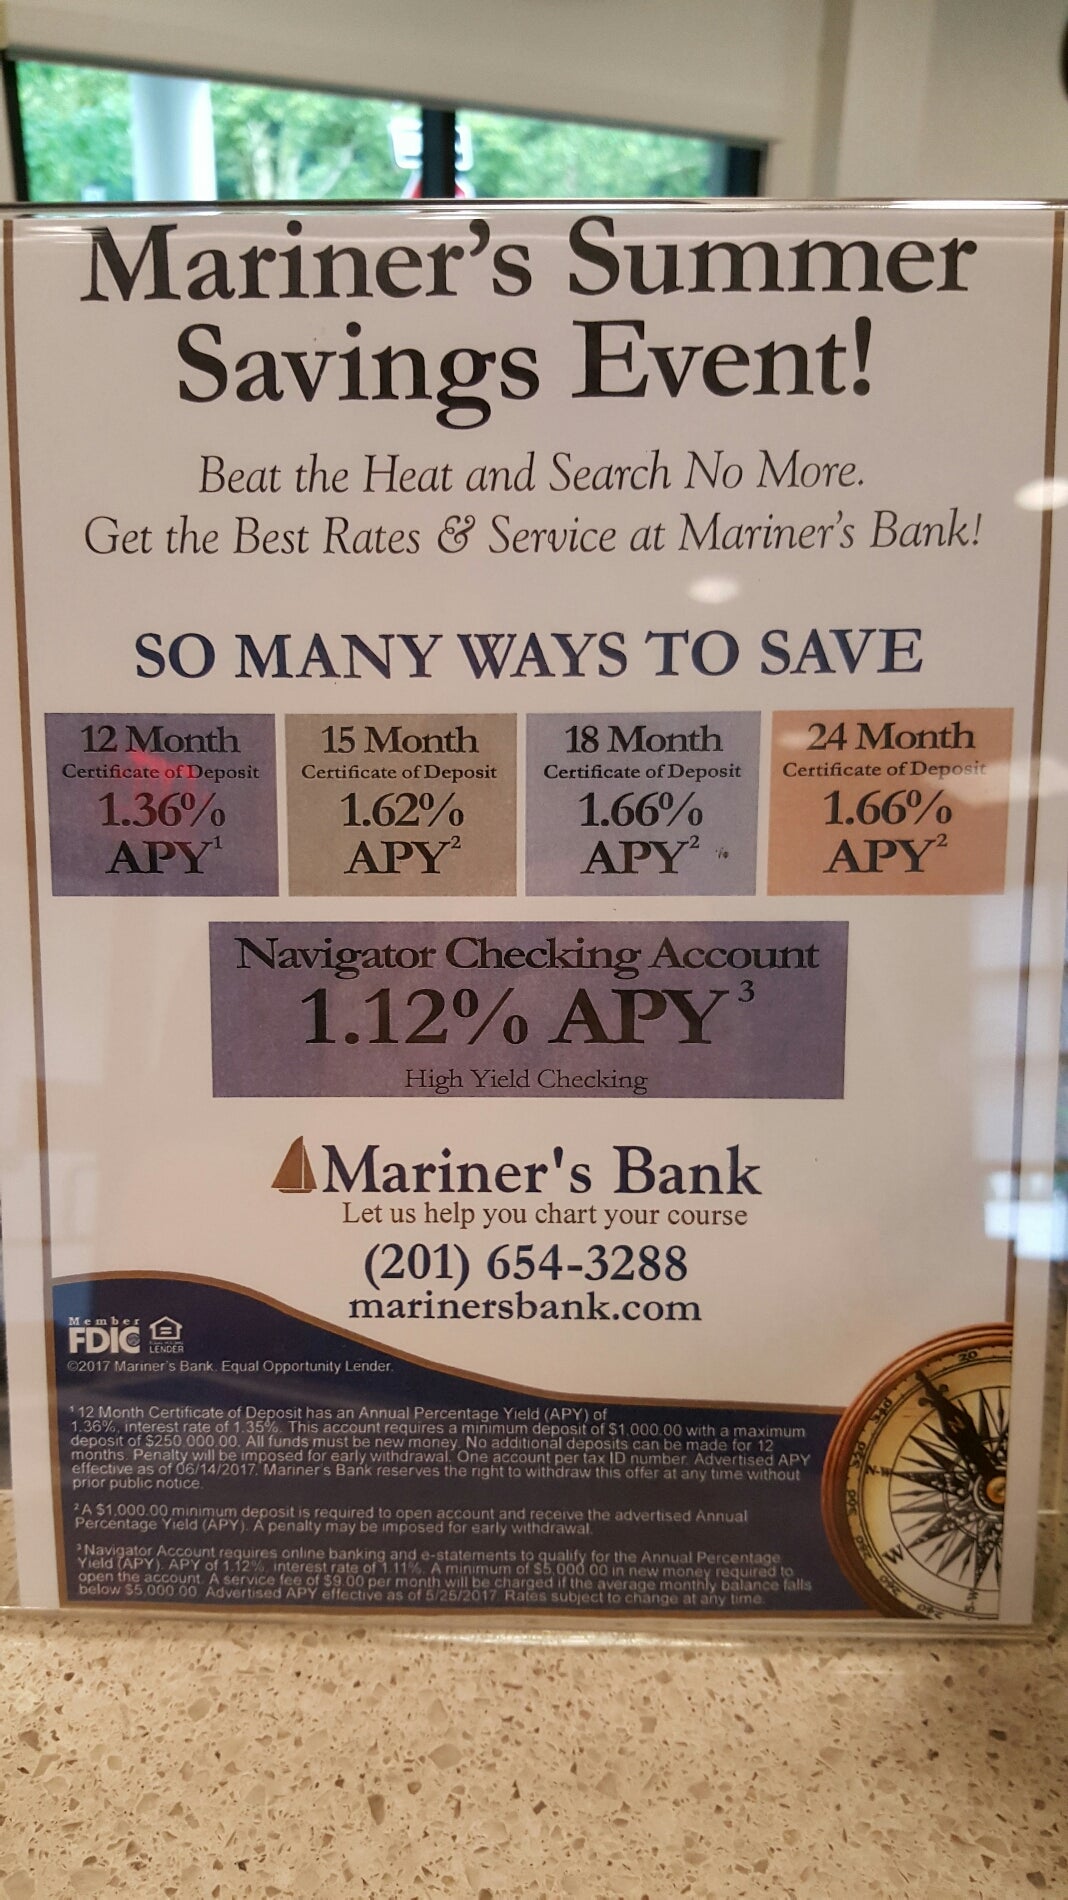 Mariner's Summer
Savings Event!
Beat the Heat and Search No More.
Get the Best Rates & Service at Mariner's Bank!
SO MANY WAYS TO SAVE
12 Month
Certificate of Deposit
1.36%
APY¹
15 Month
Certificate of Deposit
1.62%
APY²
18 Month
Certificate of Deposit
1.66%
APY²
24 Month
Certificate of Deposit
1.66%
APY²
Navigator Checking Account
1.12% APY³
High Yield Checking
Mariner's Bank
Let us help you chart your course
(201) 654-3288
marinersbank.com
Member
FDIC
LENDER
©2017 Mariner's Bank. Equal Opportunity Lender.
¹ 12 Month Certificate of Deposit has an Annual Percentage Yield (APY) of
1.36%, interest rate of 1.35%. This account requires a minimum deposit of $1,000.00 with a maximum
deposit of $250,000.00. All funds must be new money. No additional deposits can be made for 12
months. Penalty will be imposed for early withdrawal. One account per tax ID number. Advertised APY
effective as of 06/14/2017. Mariner's Bank reserves the right to withdraw this offer at any time without
prior public notice.
² A $1,000.00 minimum deposit is required to open account and receive the advertised Annual
Percentage Yield (APY). A penalty may be imposed for early withdrawal.
³ Navigator Account requires online banking and e-statements to qualify for the Annual Percentage
Yield (APY). APY of 1.12%, interest rate of 1.11%. A minimum of $5,000.00 in new money required to
open the account. A service fee of $9.00 per month will be charged if the average monthly balance falls
below $5,000.00. Advertised APY effective as of 5/25/2017. Rates subject to change at any time.
20
340
N-W
300
W
240
S-W